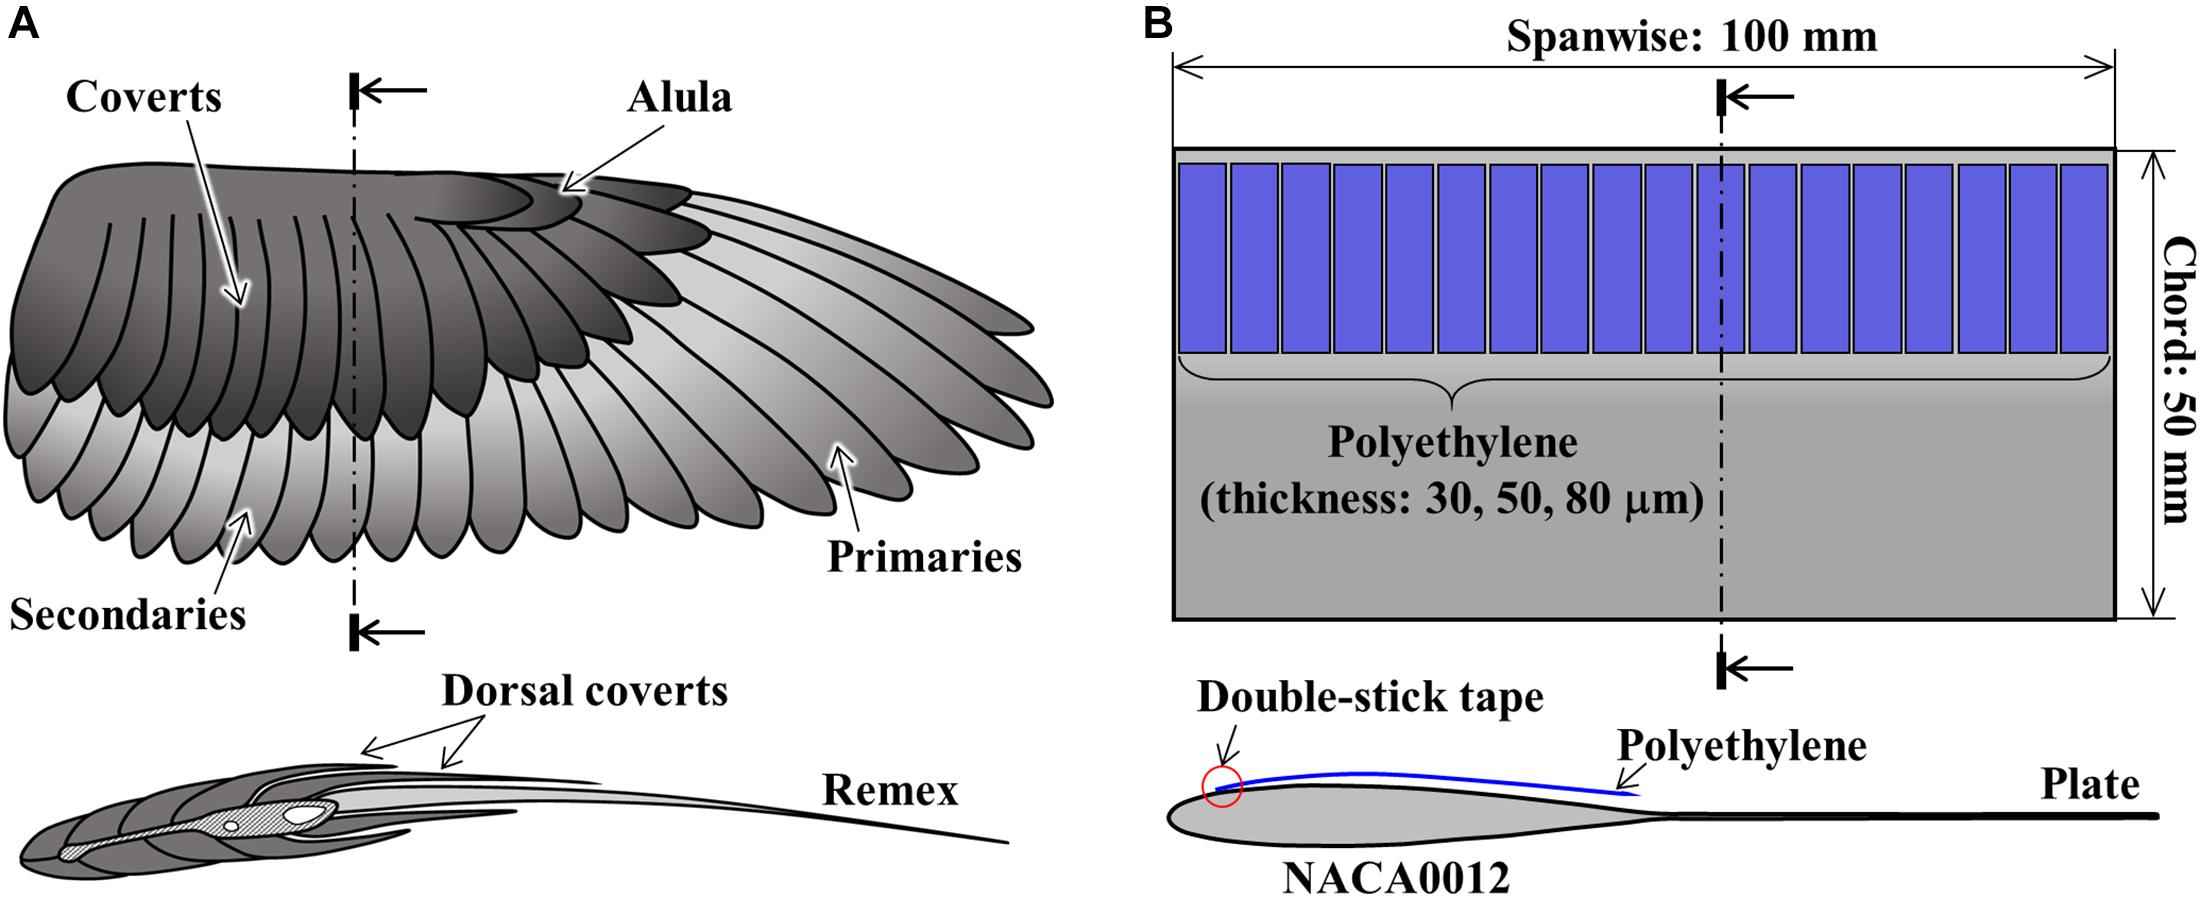 A
Coverts
Alula
Primaries
Secondaries
Dorsal coverts
Remex
B
Spanwise: 100 mm
Chord: 50 mm
Polyethylene
(thickness: 30, 50, 80 μm)
Double-stick tape
Polyethylene
Plate
NACA0012